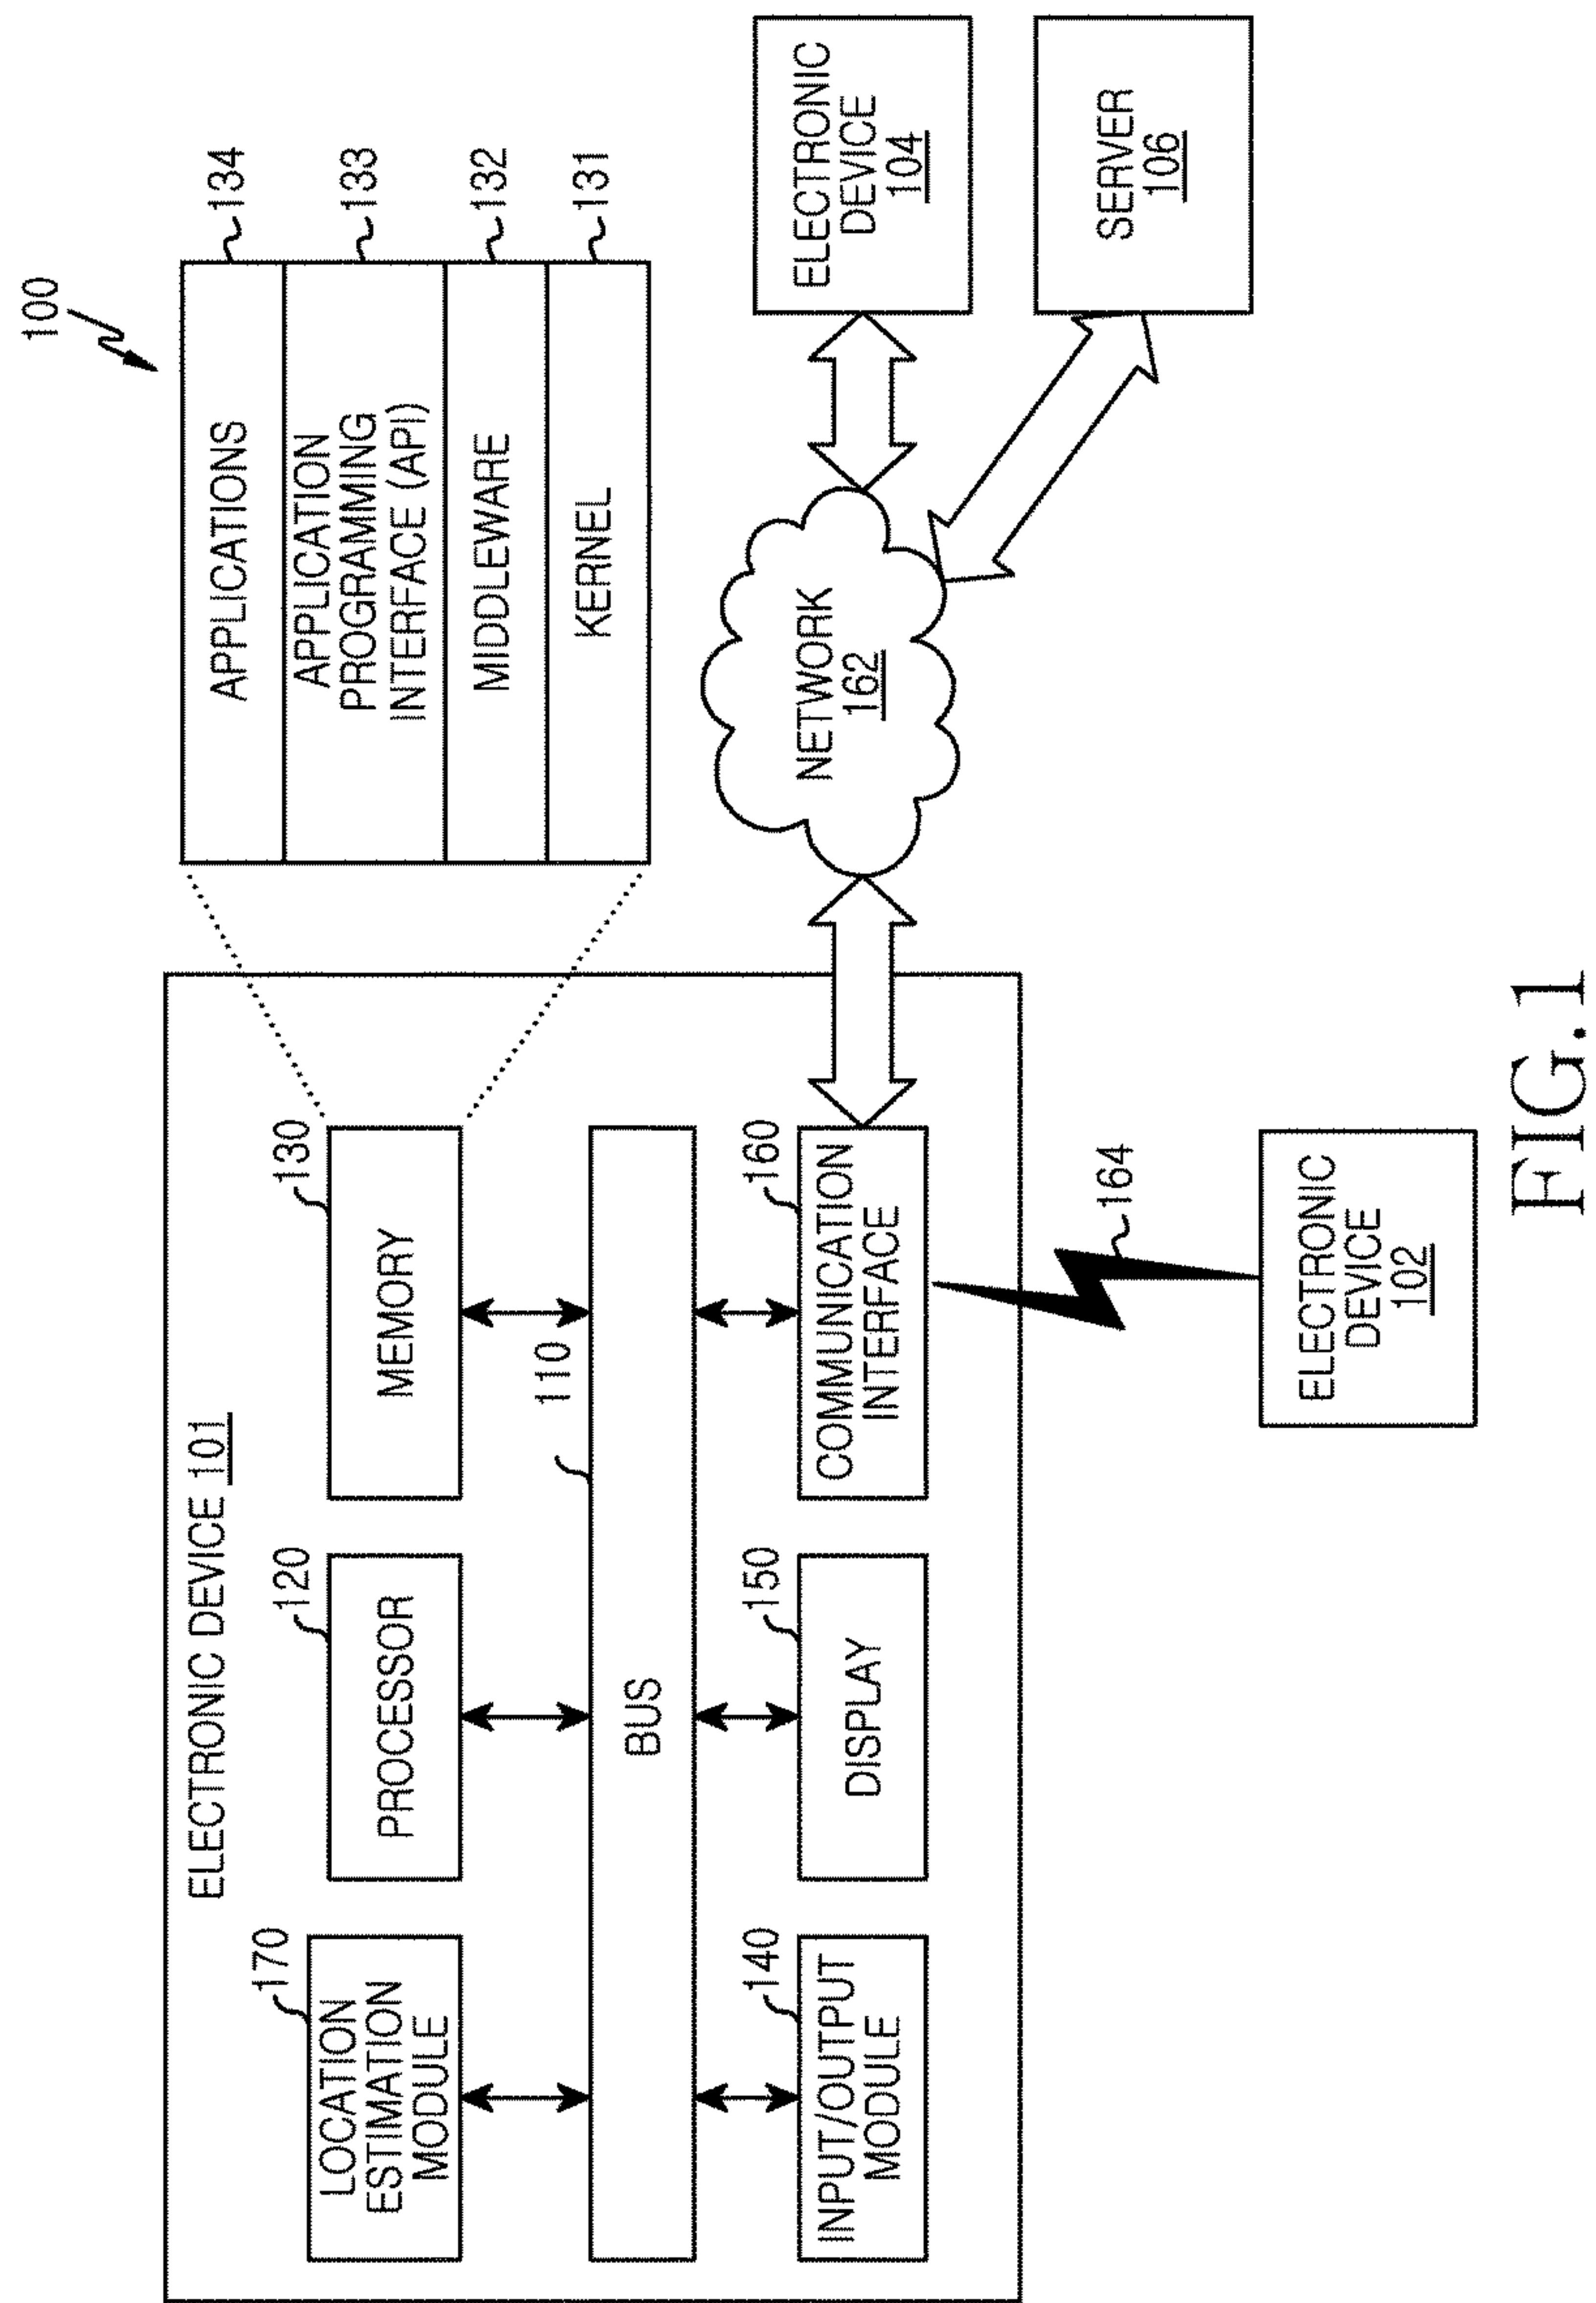 100
ELECTRONIC DEVICE 101
170
LOCATION
ESTIMATION
MODULE
120
PROCESSOR
130
MEMORY
APPLICATIONS
134
APPLICATION
PROGRAMING
INTERFACE (API)
133
MIDDLEWARE
132
KERNEL
131
110
BUS
140
INPUT/OUTPUT
MODULE
150
DISPLAY
160
COMMUNICATION
INTERFACE
NETWORK
162
ELECTRONIC
DEVICE
104
SERVER
106
164
ELECTRONIC
DEVICE
102
FIG.1